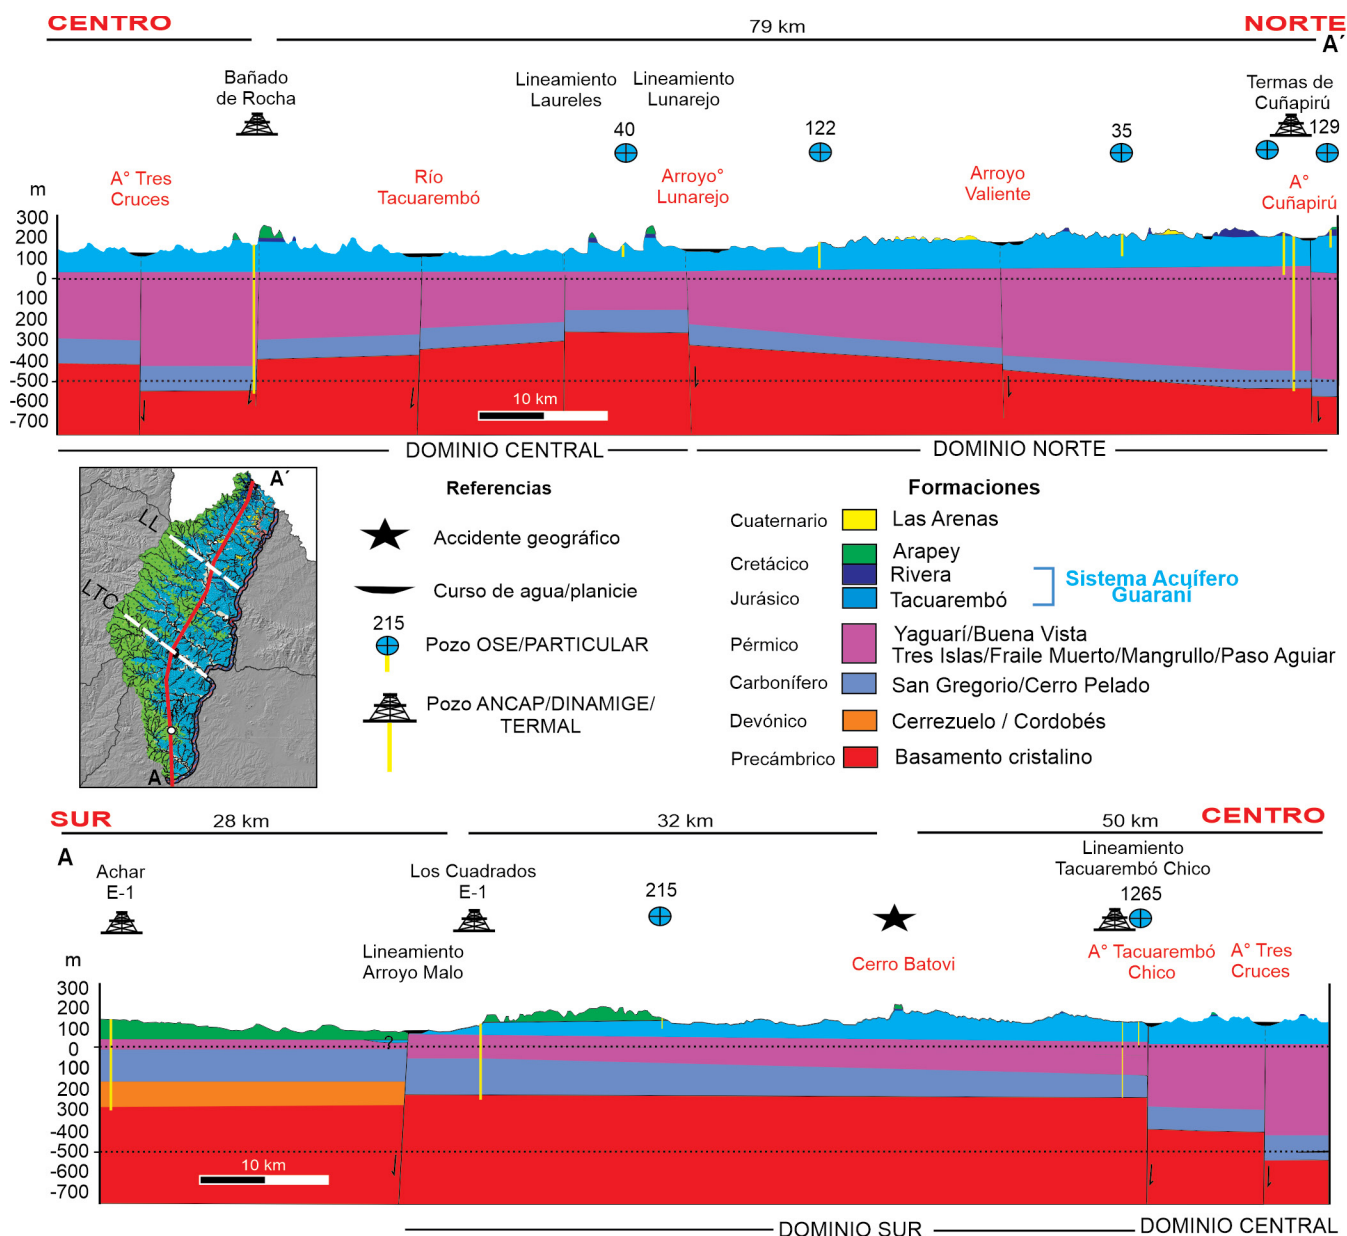 CENTRO
79 km
NORTE
A´
Bañado
de Rocha
Lineamiento
Laureles
Lineamiento
Lunarejo
Termas de
Cuñapirú
40
122
35
129
A° Tres
Cruces
Río
Tacuarembó
Arroyo°
Lunarejo
Arroyo
Valiente
A°
Cuñapirú
m
300
200
100
0
100
200
300
-400
-500
-600
-700
10 km
DOMINIO CENTRAL
DOMINIO NORTE
A´
LL
LTC
A
Referencias
Accidente geográfico
Curso de agua/planicie
215
Pozo OSE/PARTICULAR
Pozo ANCAP/DINAMIGE/
TERMAL
Formaciones
Cuaternario
Las Arenas
Cretácico
Arapey
Rivera
Jurásico
Tacuarembó
Sistema Acuífero
Guaraní
Pérmico
Yaguarí/Buena Vista
Tres Islas/Fraile Muerto/Mangrullo/Paso Aguiar
Carbonífero
San Gregorio/Cerro Pelado
Devónico
Cerrezuelo / Cordobés
Precámbrico
Basamento cristalino
SUR
28 km
32 km
50 km
CENTRO
A
Achar
E-1
Los Cuadrados
E-1
215
Lineamiento
Tacuarembó Chico
1265
Lineamiento
Arroyo Malo
Cerro Batovi
A° Tacuarembó
Chico
A° Tres
Cruces
m
300
200
100
0
100
200
300
-400
-500
-600
-700
?
10 km
DOMINIO SUR
DOMINIO CENTRAL